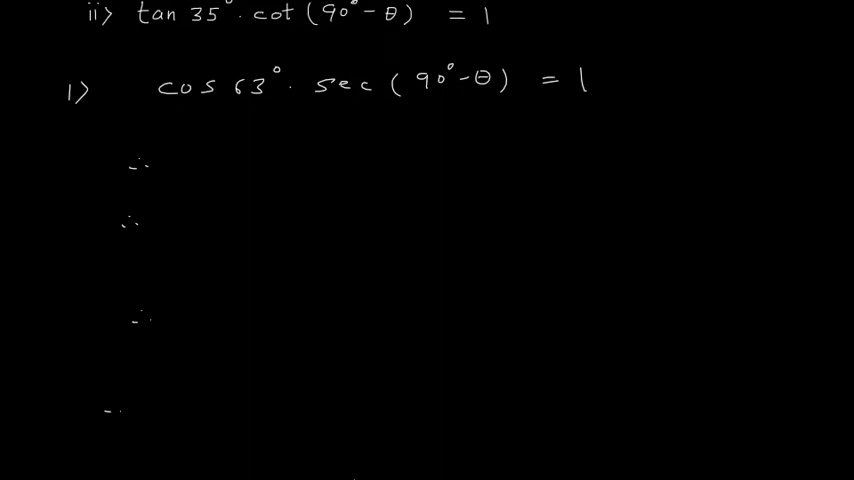 ii) tan 35°. cot (90° - θ) = 1
1) cos 63°. sec (90° - θ) = 1
∴
∴
∴